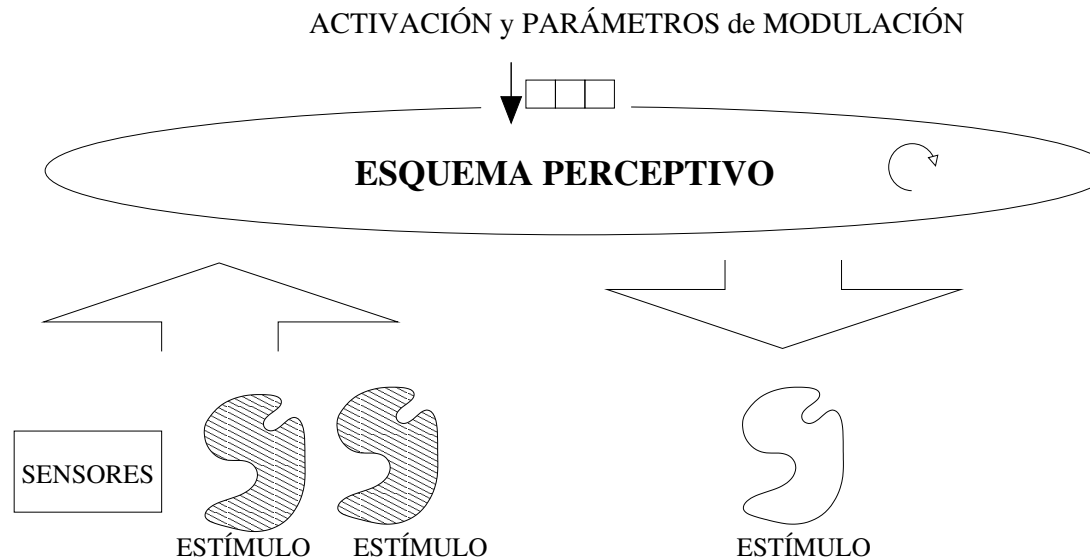 ACTIVACIÓN y PARÁMETROS de MODULACIÓN
ESQUEMA PERCEPTIVO
SENSORES
ESTÍMULO ESTÍMULO ESTÍMULO